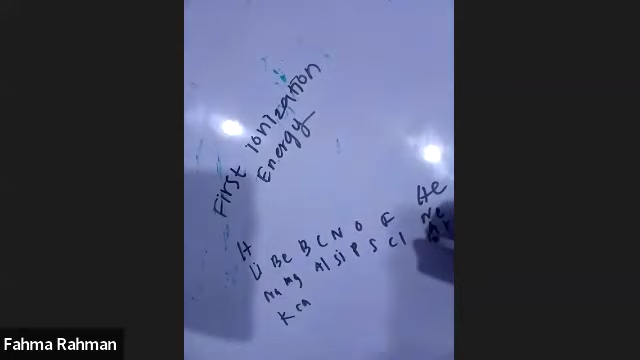 First Ionization
Energy
H He
Li Be B C N O F Ne
Na Mg Al Si P S Cl Ar
K Ca
Fahma Rahman